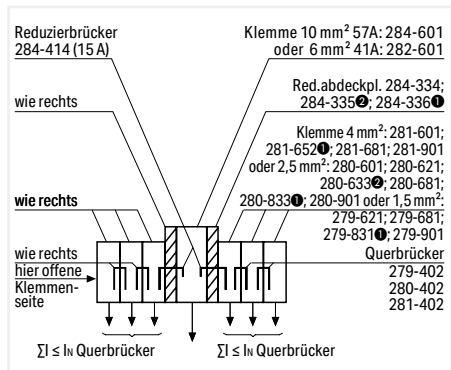 Reduzierbrücker
284-414 (15 A)
Klemme 10 mm² 57A: 284-601
oder 6 mm² 41A: 282-601
Red.abdeckpl. 284-334;
284-335❷; 284-336❶
wie rechts
Klemme 4 mm²: 281-601;
281-652❶; 281-681; 281-901
oder 2,5 mm²: 280-601; 280-621;
280-633❷; 280-681;
280-833❶; 280-901 oder 1,5 mm²:
279-621; 279-681;
279-831❶; 279-901
wie rechts
wie rechts
hier offene
Klemmen-
seite
Querbrücker
279-402
280-402
281-402
∑I ≤ IN Querbrücker
∑I ≤ IN Querbrücker